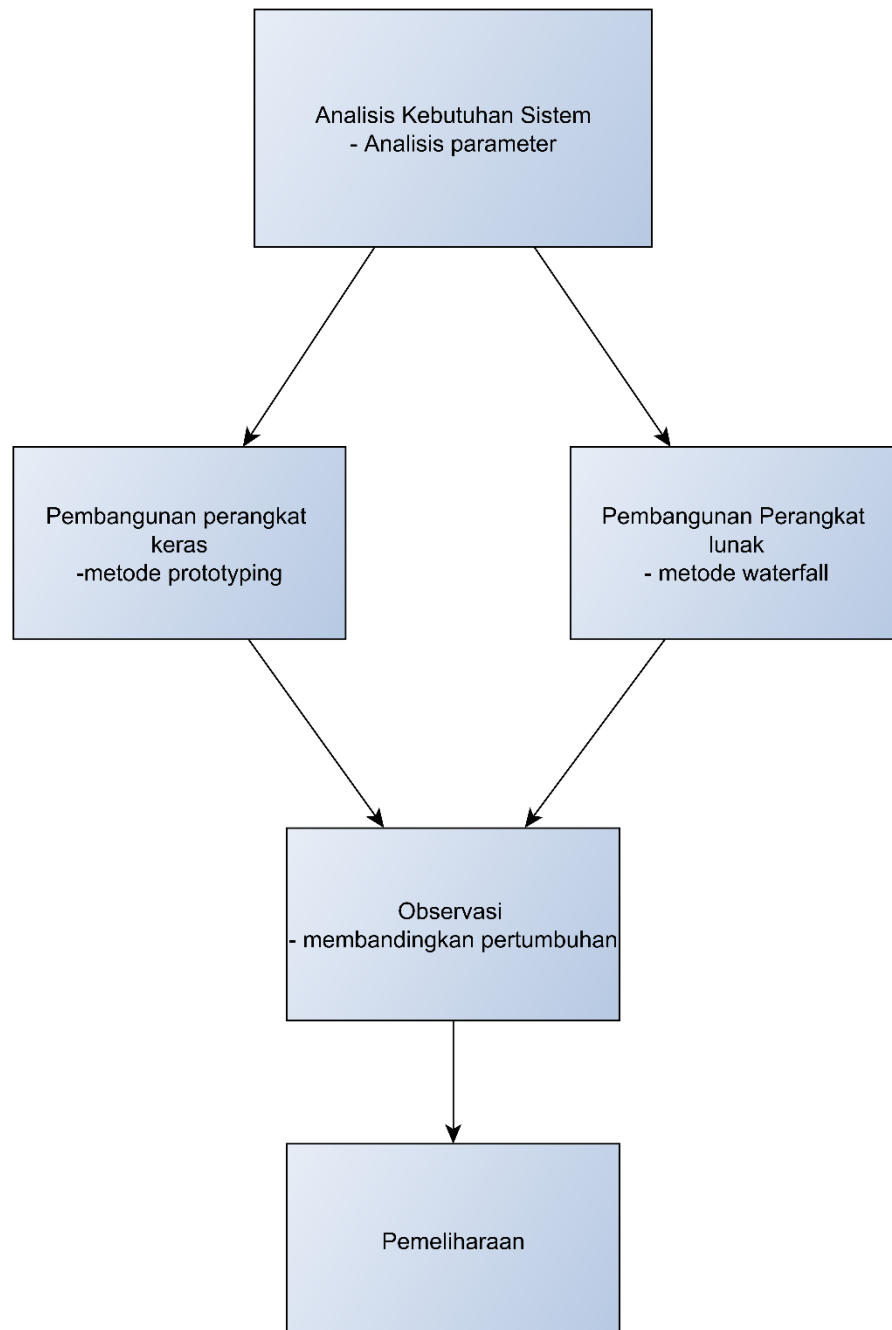 Analisis Kebutuhan Sistem
- Analisis parameter
Pembangunan perangkat
keras
-metode prototyping
Pembangunan Perangkat
lunak
- metode waterfall
Observasi
- membandingkan pertumbuhan
Pemeliharaan